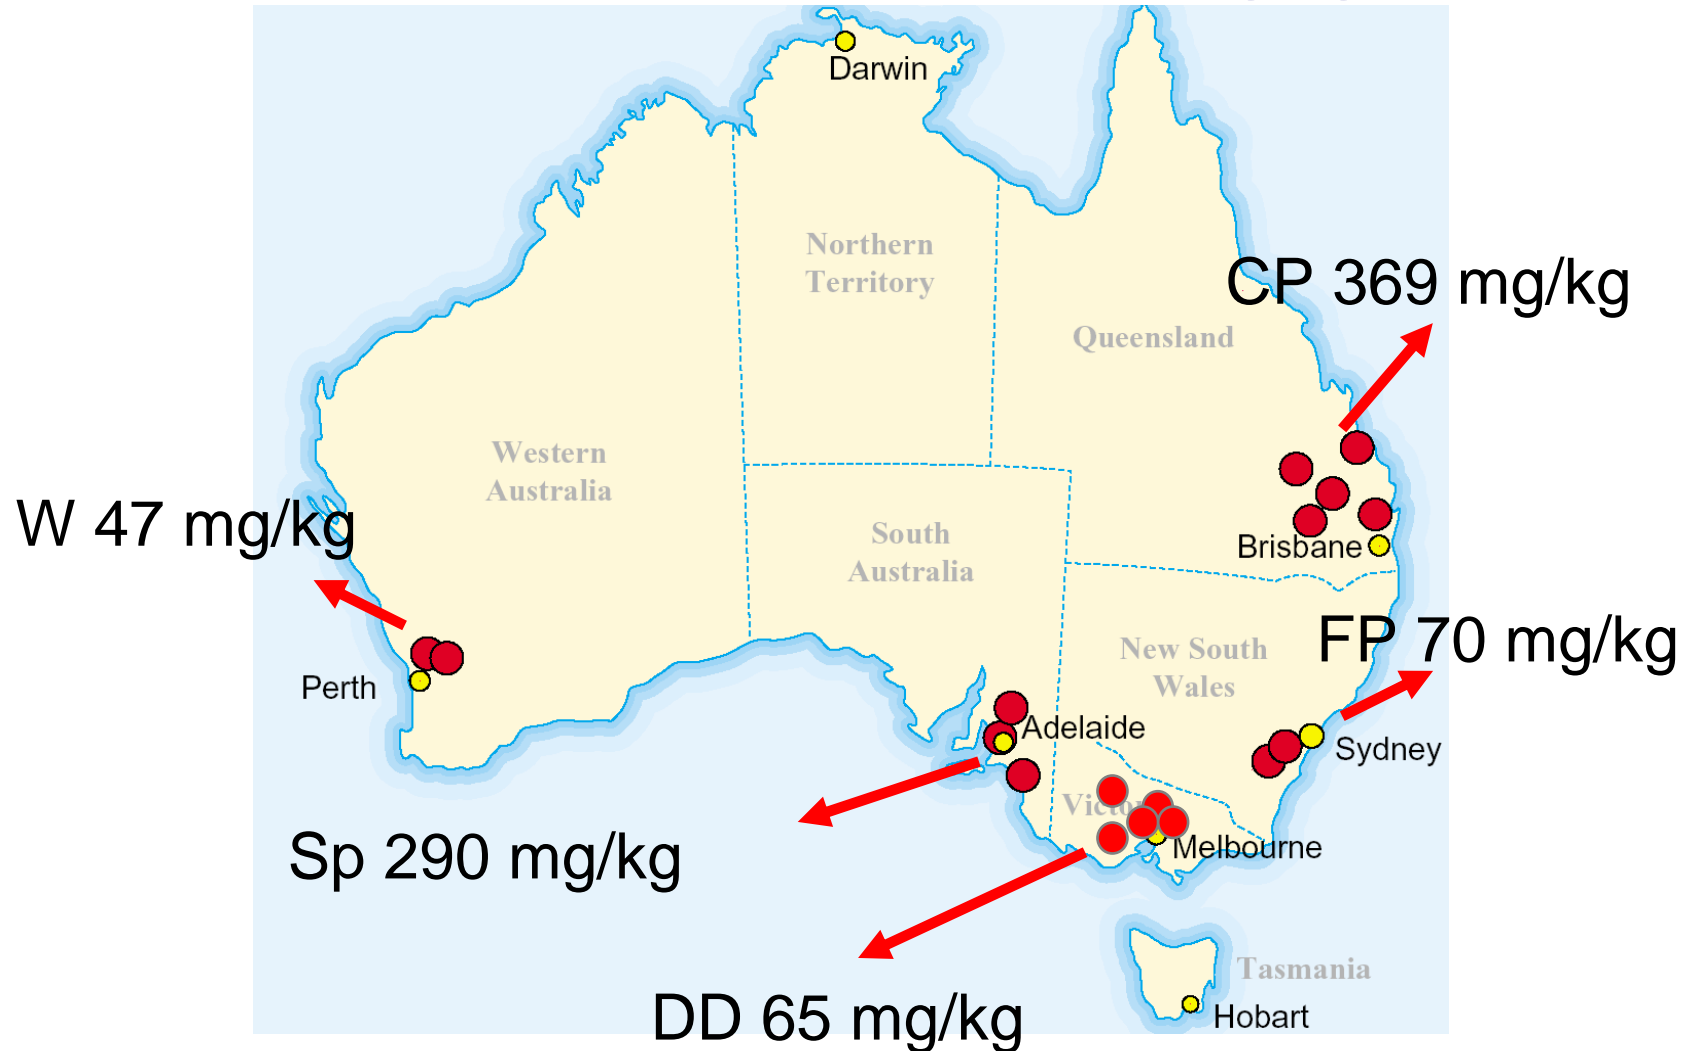 Darwin
Northern
Territory
CP 369 mg/kg
Queensland
Western
Australia
W 47 mg/kg
South
Australia
Brisbane
FP 70 mg/kg
New South
Wales
Perth
Adelaide
Sydney
Melbourne
Sp 290 mg/kg
Tasmania
DD 65 mg/kg
Hobart